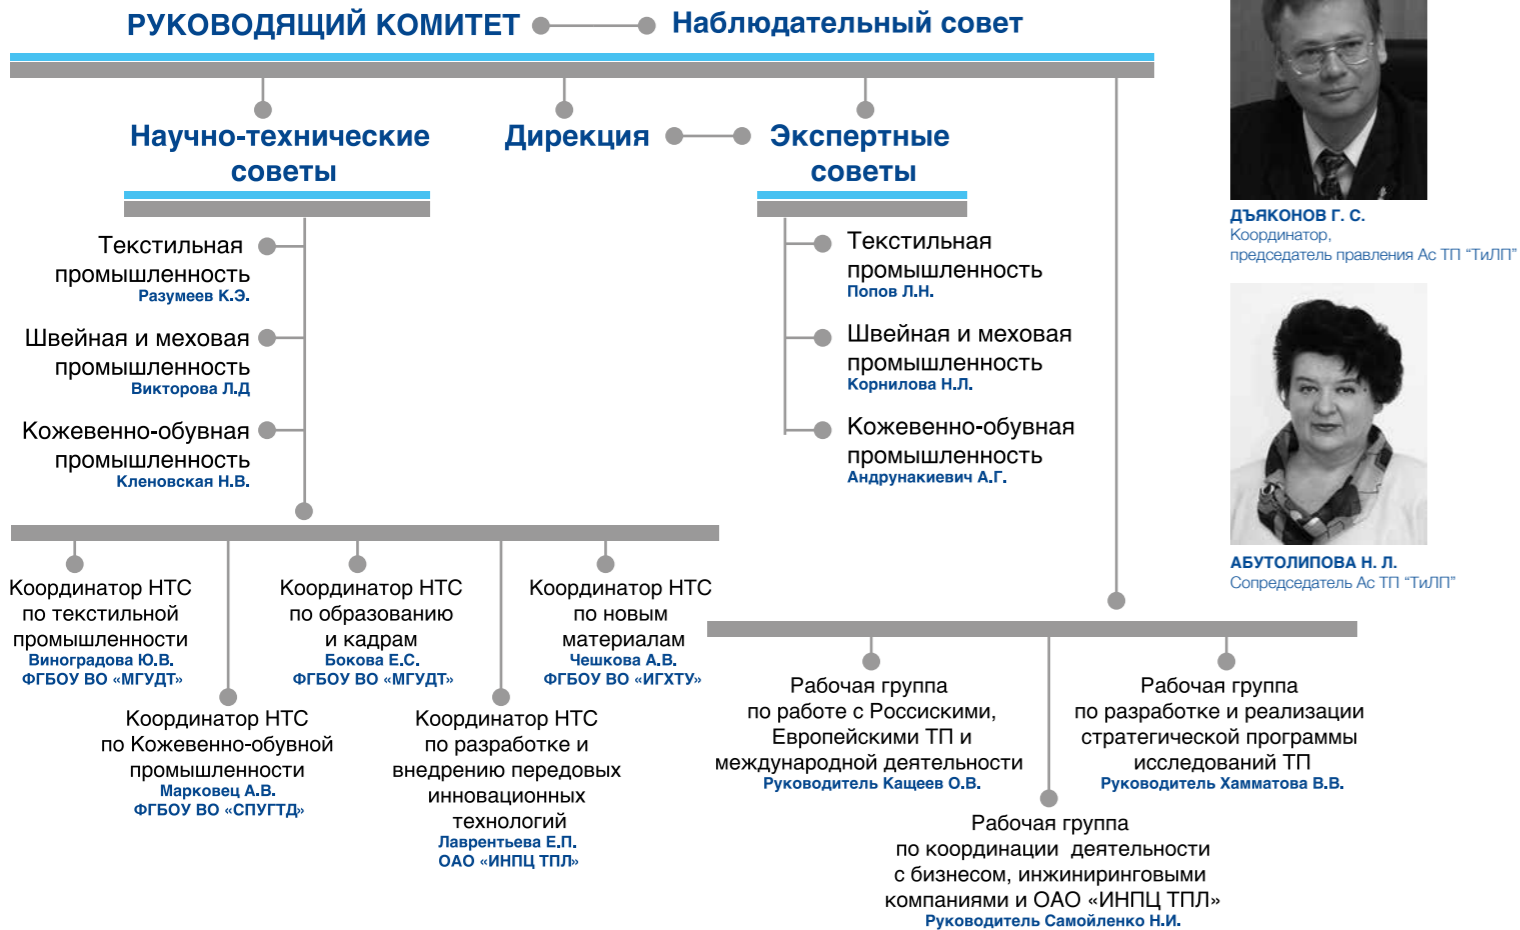 РУКОВОДЯЩИЙ КОМИТЕТ
Наблюдательный совет
Научно-технические
советы
Дирекция
Экспертные
советы
Текстильная
промышленность
Разумеев К.Э.
Швейная и меховая
промышленность
Викторова Л.Д
Кожевенно-обувная
промышленность
Кленовская Н.В.
Текстильная
промышленность
Попов Л.Н.
Швейная и меховая
промышленность
Корнилова Н.Л.
Кожевенно-обувная
промышленность
Андрунакиевич А.Г.
Координатор НТС
по текстильной
промышленности
Виноградова Ю.В.
ФГБОУ ВО «МГУДТ»
Координатор НТС
по образованию
и кадрам
Бокова Е.С.
ФГБОУ ВО «МГУДТ»
Координатор НТС
по новым
материалам
Чешкова А.В.
ФГБОУ ВО «ИГХТУ»
Координатор НТС
по Кожевенно-обувной
промышленности
Марковец А.В.
ФГБОУ ВО «СПУГТД»
Координатор НТС
по разработке и
внедрению передовых
инновационных
технологий
Лаврентьева Е.П.
ОАО «ИНПЦ ТПЛ»
Рабочая группа
по работе с Россискими,
Европейскими ТП и
международной деятельности
Руководитель Кащеев О.В.
Рабочая группа
по разработке и реализации
стратегической программы
исследований ТП
Руководитель Хамматова В.В.
Рабочая группа
по координации деятельности
с бизнесом, инжиниринговыми
компаниями и ОАО «ИНПЦ ТПЛ»
Руководитель Самойленко Н.И.
ДЪЯКОНОВ Г. С.
Координатор,
председатель правления Ас ТП "ТиЛП"
АБУТОЛИПОВА Н. Л.
Сопредседатель Ас ТП "ТиЛП"